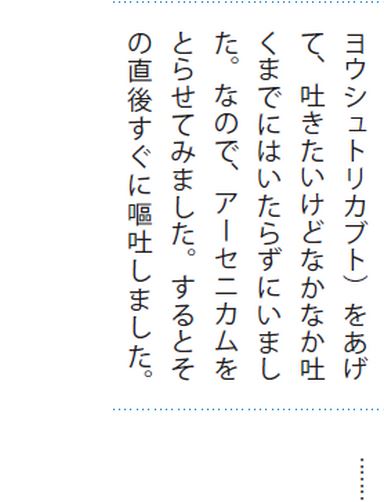 ヨウシュトリカブト）をあげ
て、吐きたいけどなかなか吐
くまでにはいたらずにいまし
た。なので、アーセニカムを
とらせてみました。するとそ
の直後すぐに嘔吐しました。